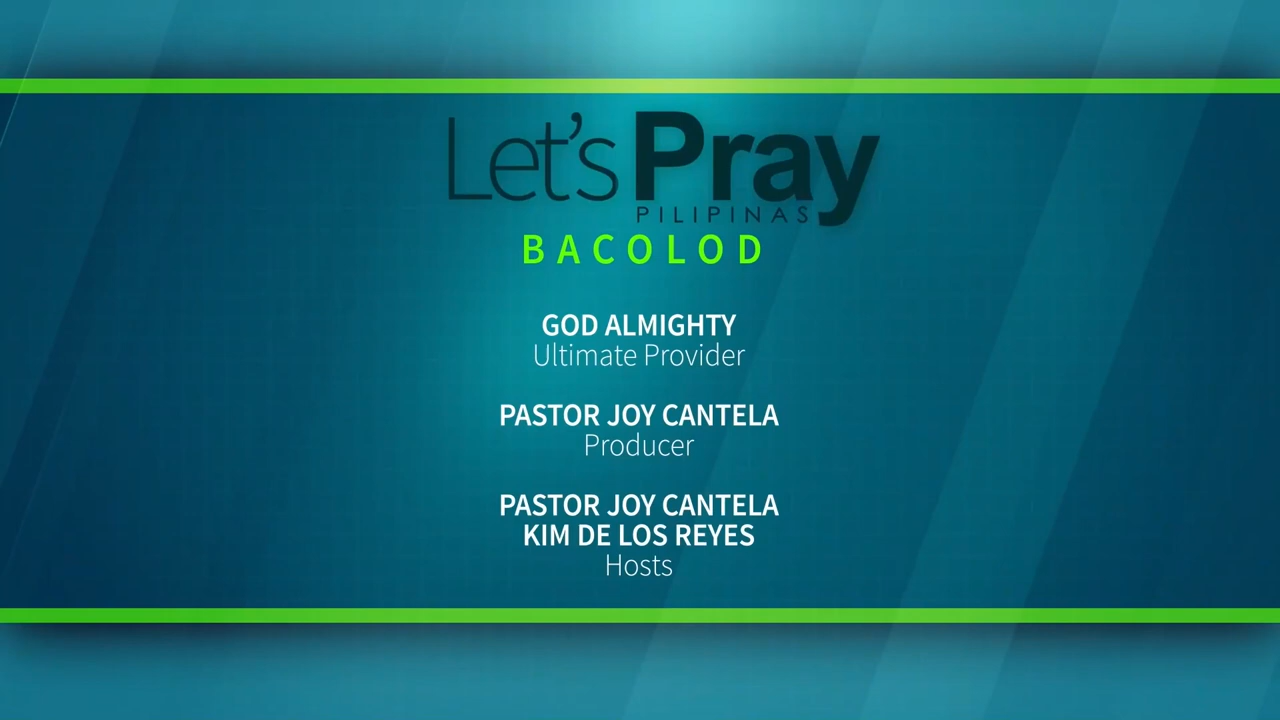 Let's Pray
PILIPINAS
BACOLOD
GOD ALMIGHTY
Ultimate Provider
PASTOR JOY CANTELA
Producer
PASTOR JOY CANTELA
KIM DE LOS REYES
Hosts